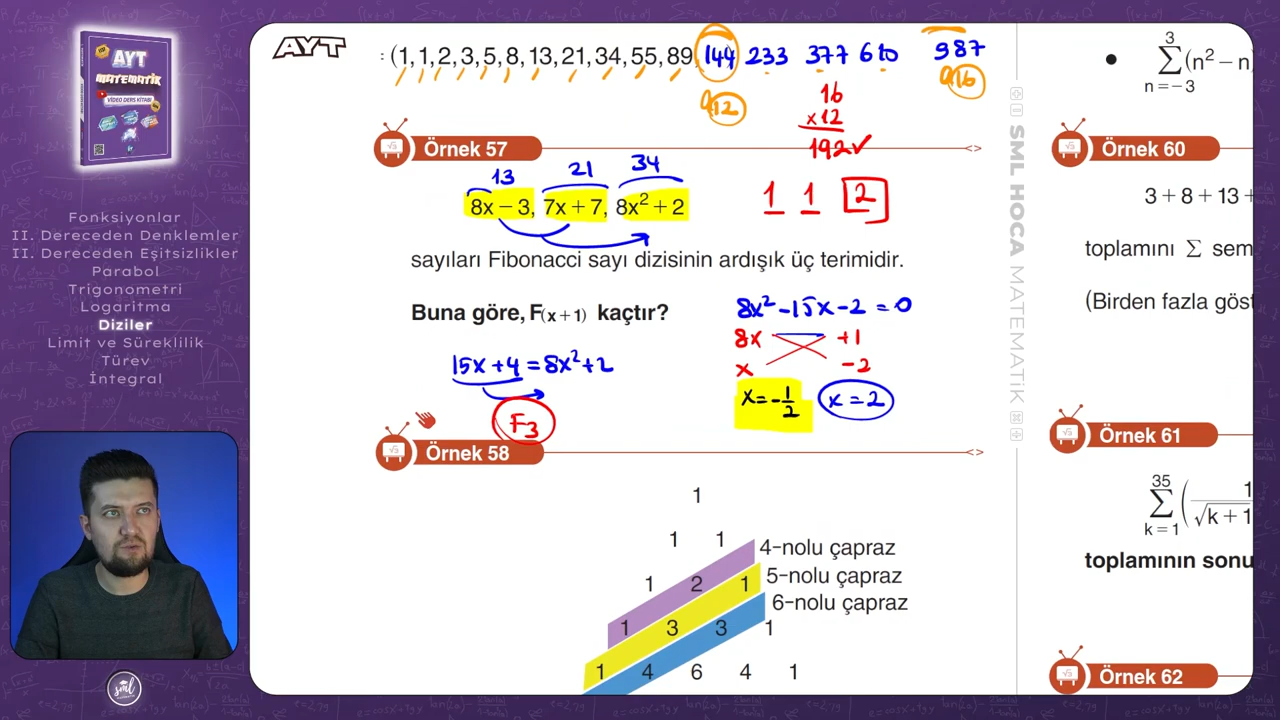 AYT
MATEMATİK
VİDEO DERS KİTABI
Fonksiyonlar
II. Dereceden Denklemler
II. Dereceden Eşitsizlikler
Parabol
Trigonometri
Logaritma
Diziler
Limit ve Süreklilik
Türev
İntegral
sml
AYT
: (1, 1, 2, 3, 5, 8, 13, 21, 34, 55, 89, 144 233 377 610 987
a12
a16
16
x 12
192 ✓
Örnek 57
13 21 34
8x – 3, 7x + 7, 8x² + 2
1 1 2
sayıları Fibonacci sayı dizisinin ardışık üç terimidir.
Buna göre, F(x + 1) kaçtır?
15x + 4 = 8x² + 2
F₃
8x² – 15x – 2 = 0
8x +1
x –2
x = –1/2 x = 2
Örnek 58
1
1 1
4-nolu çapraz
1 2 1
5-nolu çapraz
6-nolu çapraz
1 3 3 1
1 4 6 4 1
SML HOCA MATEMATİK
3
• ∑ (n² – n)
n = –3
Örnek 60
3 + 8 + 13 +
toplamını ∑ sem
(Birden fazla göst
Örnek 61
35
∑ ( 1
√k + 1
k = 1
toplamının sonu
Örnek 62